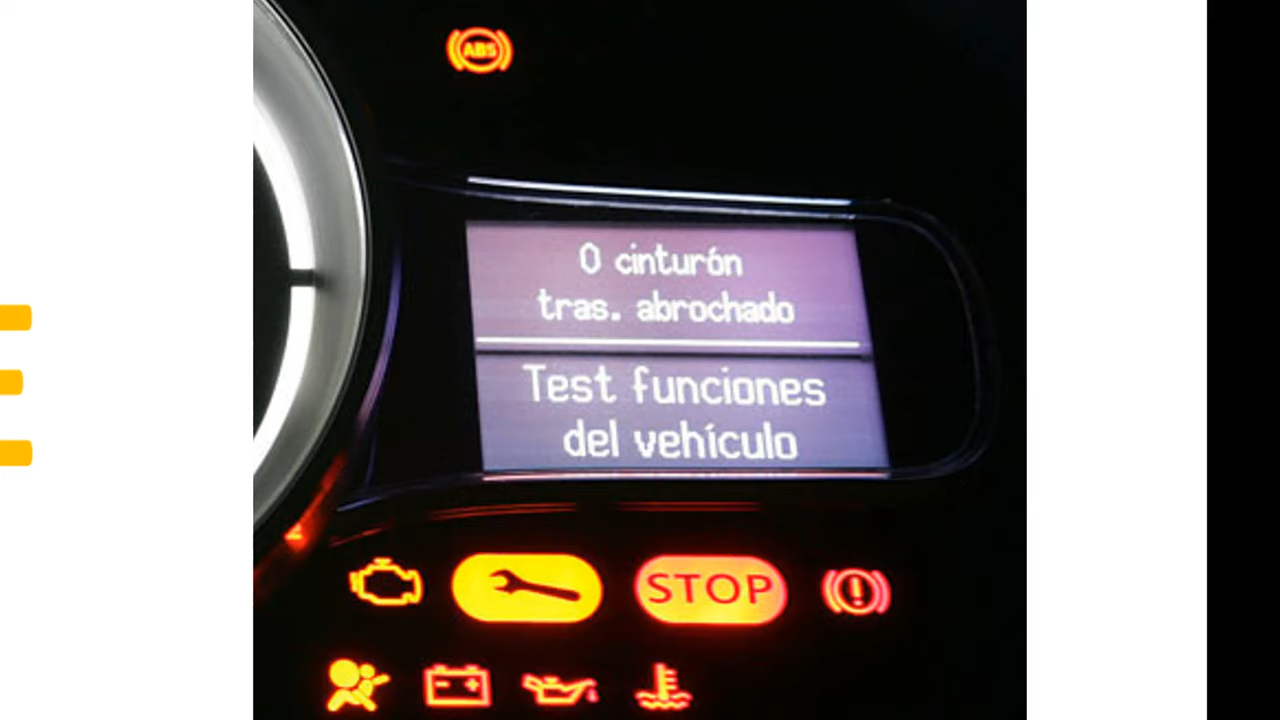 ABS
0 cinturón
tras. abrochado
Test funciones
del vehículo
STOP